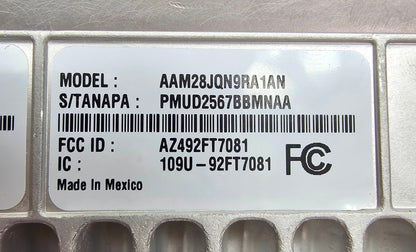 MODEL : AAM28JQN9RA1AN
S/TANAPA : PMUD2567BBMNAA
FCC ID : AZ492FT7081
IC : 109U-92FT7081
FC
Made In Mexico